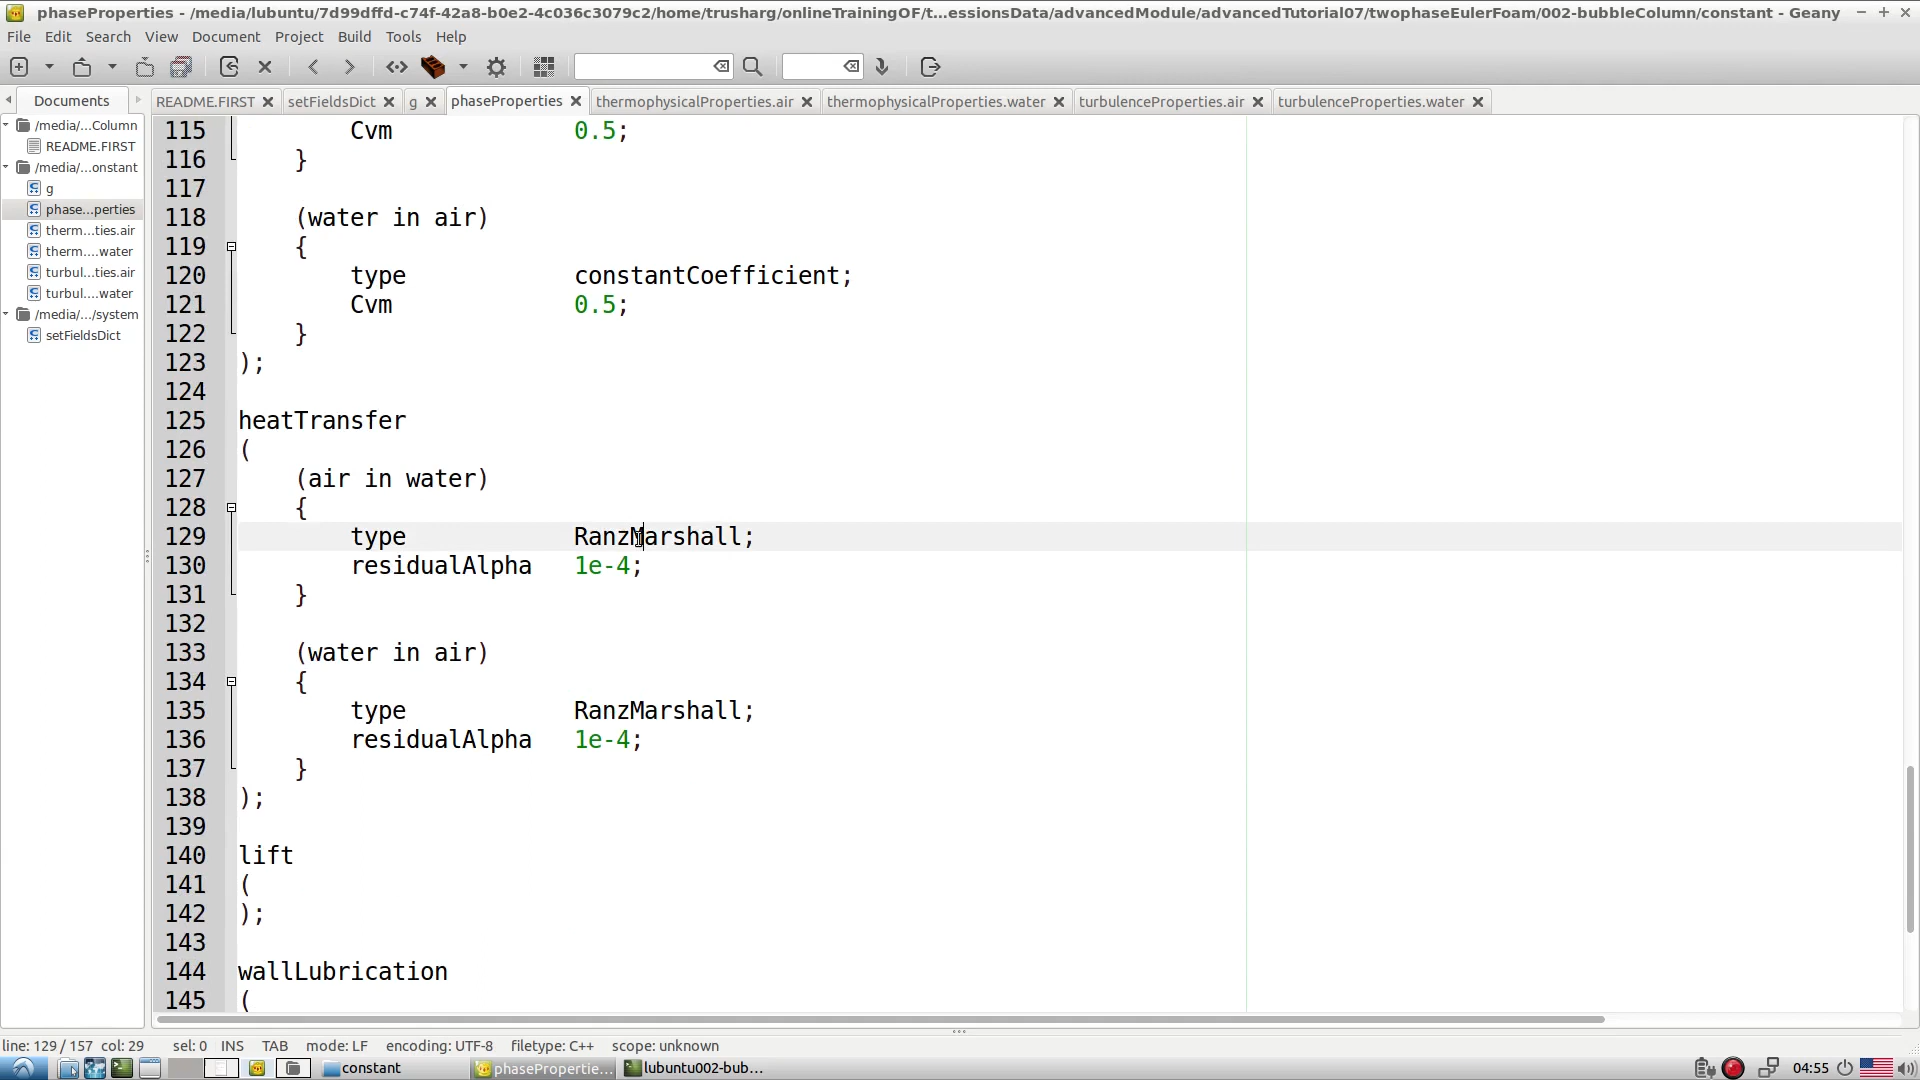 phaseProperties - /media/lubuntu/7d99dffd-c74f-42a8-b0e2-4c036c3079c2/home/trusharg/onlineTrainingOF/t...essionsData/advancedModule/advancedTutorial07/twophaseEulerFoam/002-bubbleColumn/constant - Geany
File Edit Search View Document Project Build Tools Help
Documents README.FIRST setFieldsDict g phaseProperties thermophysicalProperties.air thermophysicalProperties.water turbulenceProperties.air turbulenceProperties.water
/media/...Column
README.FIRST
/media/...onstant
g
phase...perties
therm...ties.air
therm....water
turbul...ties.air
turbul....water
/media/.../system
setFieldsDict
115 Cvm 0.5;
116 }
117
118 (water in air)
119 {
120 type constantCoefficient;
121 Cvm 0.5;
122 }
123 );
124
125 heatTransfer
126 (
127 (air in water)
128 {
129 type RanzMarshall;
130 residualAlpha 1e-4;
131 }
132
133 (water in air)
134 {
135 type RanzMarshall;
136 residualAlpha 1e-4;
137 }
138 );
139
140 lift
141 (
142 );
143
144 wallLubrication
145 (
line: 129 / 157 col: 29 sel: 0 INS TAB mode: LF encoding: UTF-8 filetype: C++ scope: unknown
constant phasePropertie... lubuntu002-bub... 04:55